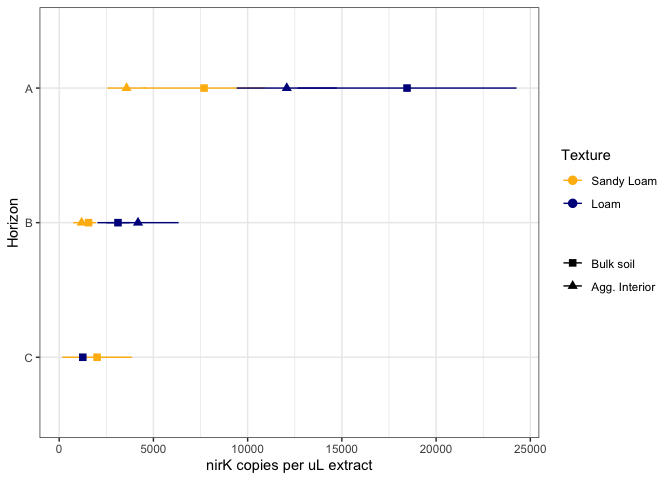 A
B
C
Horizon
0
5000
10000
15000
20000
25000
nirK copies per uL extract
Texture
Sandy Loam
Loam
Bulk soil
Agg. Interior